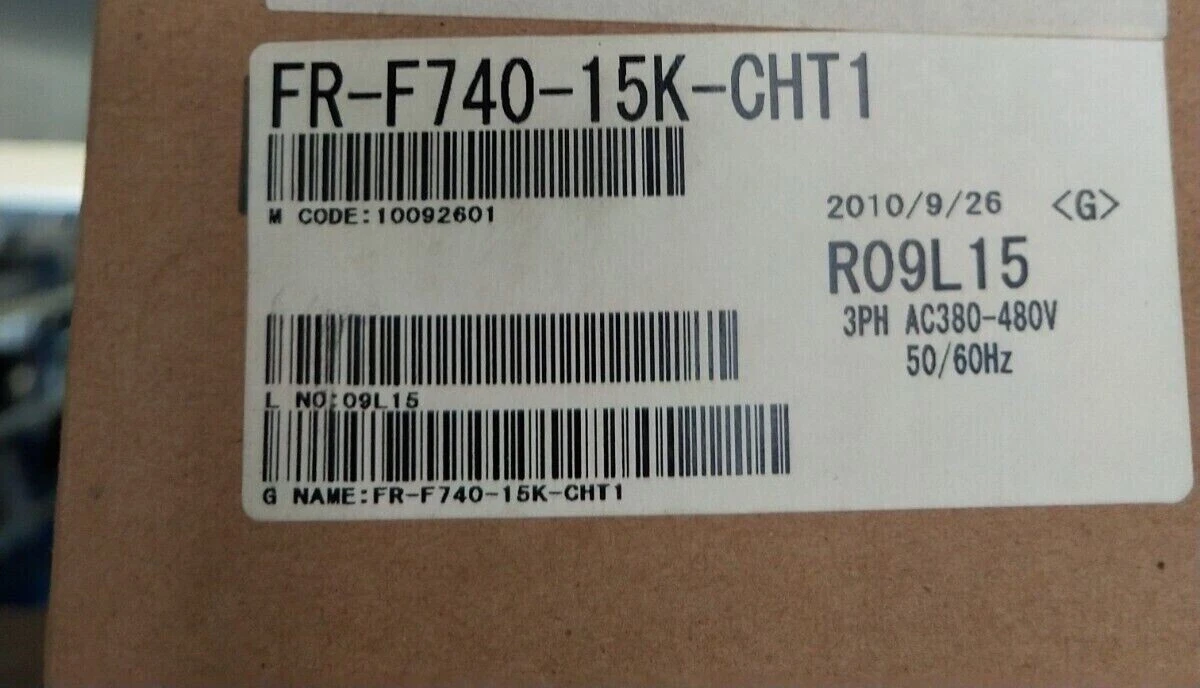 FR-F740-15K-CHT1
M CODE:10092601
2010/9/26 <G>
R09L15
3PH AC380-480V
50/60Hz
L NO:09L15
G NAME:FR-F740-15K-CHT1